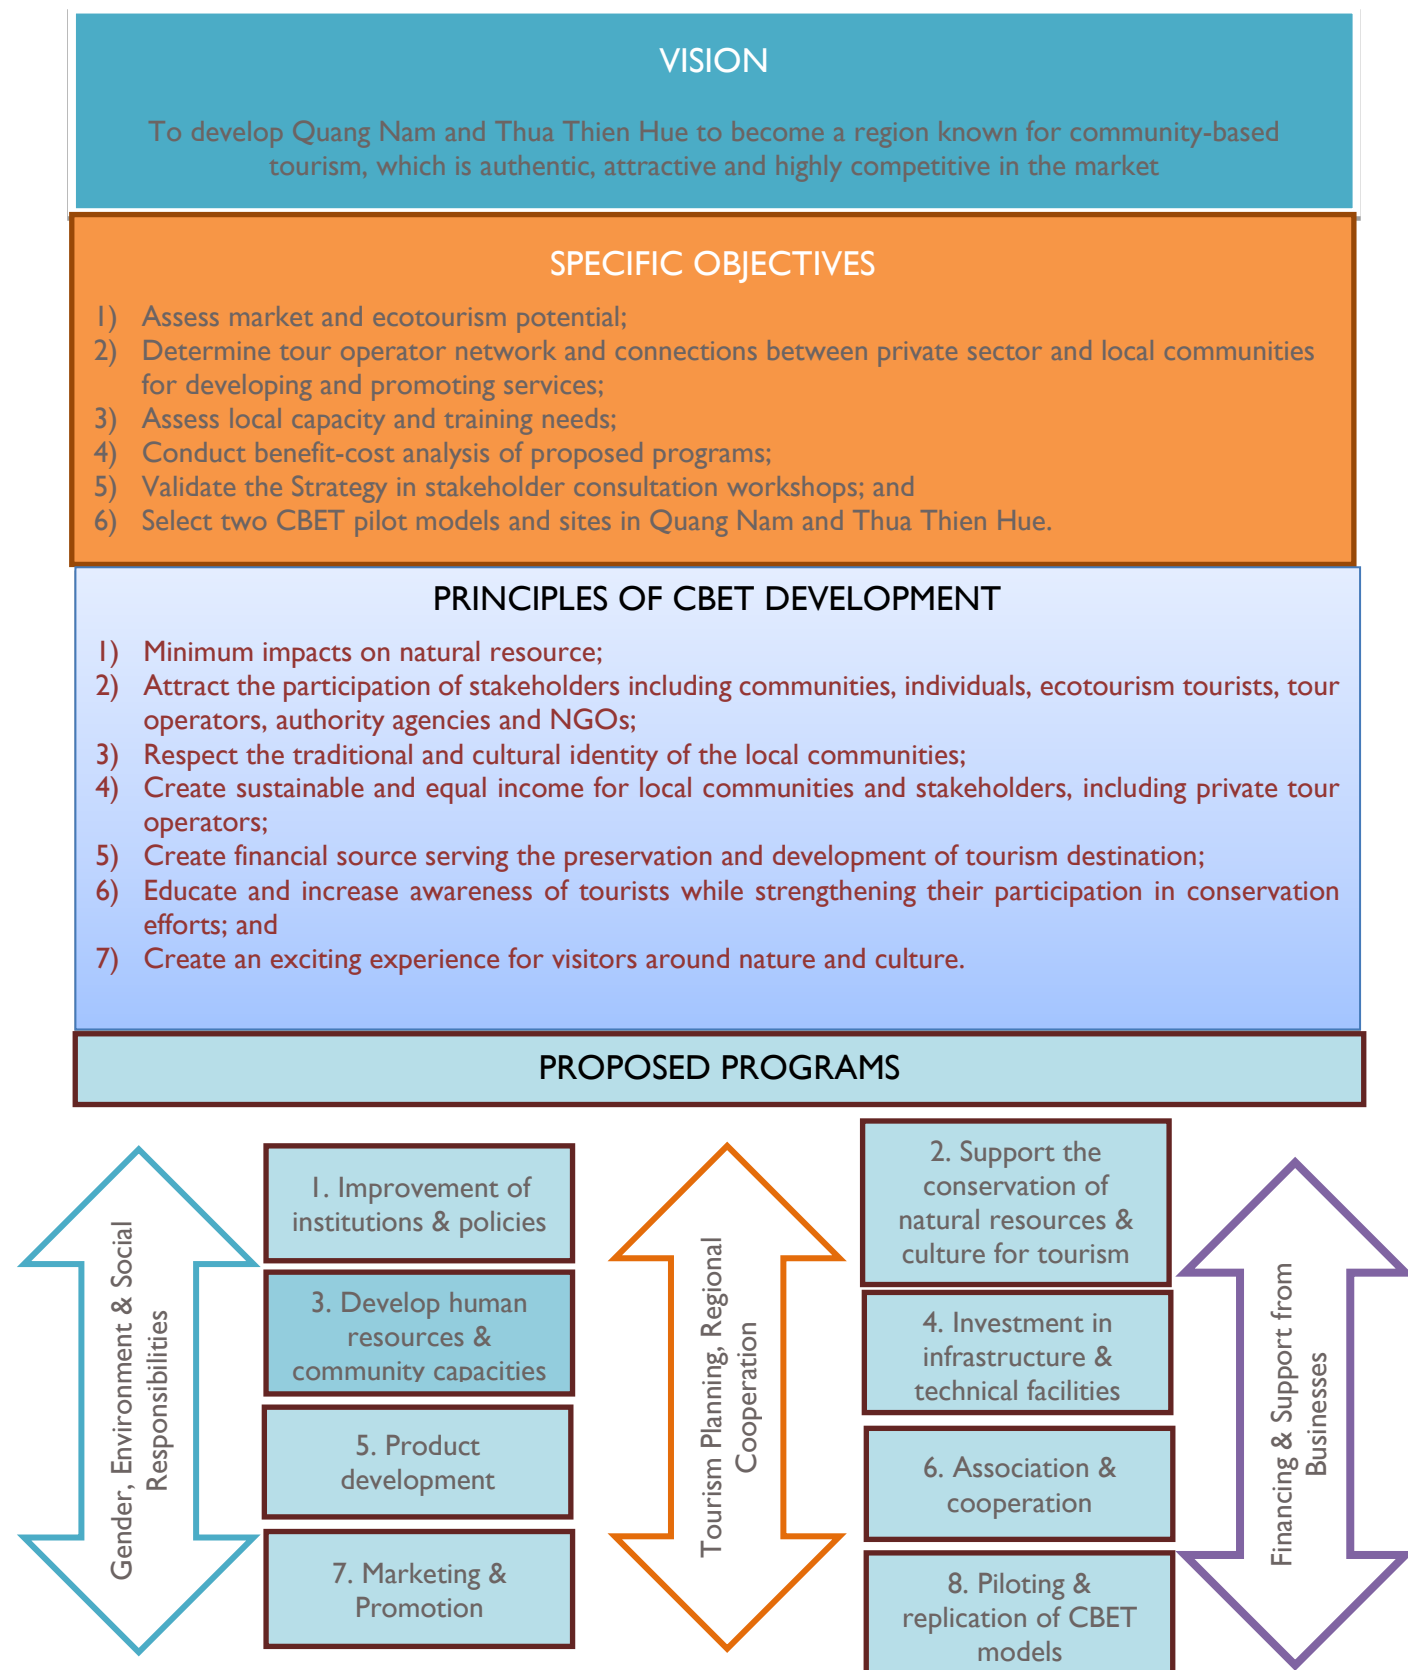 VISION
To develop Quang Nam and Thua Thien Hue to become a region known for community-based
tourism, which is authentic, attractive and highly competitive in the market
SPECIFIC OBJECTIVES
1) Assess market and ecotourism potential;
2) Determine tour operator network and connections between private sector and local communities
for developing and promoting services;
3) Assess local capacity and training needs;
4) Conduct benefit-cost analysis of proposed programs;
5) Validate the Strategy in stakeholder consultation workshops; and
6) Select two CBET pilot models and sites in Quang Nam and Thua Thien Hue.
PRINCIPLES OF CBET DEVELOPMENT
1) Minimum impacts on natural resource;
2) Attract the participation of stakeholders including communities, individuals, ecotourism tourists, tour
operators, authority agencies and NGOs;
3) Respect the traditional and cultural identity of the local communities;
4) Create sustainable and equal income for local communities and stakeholders, including private tour
operators;
5) Create financial source serving the preservation and development of tourism destination;
6) Educate and increase awareness of tourists while strengthening their participation in conservation
efforts; and
7) Create an exciting experience for visitors around nature and culture.
PROPOSED PROGRAMS
Gender, Environment & Social
Responsibilities
1. Improvement of
institutions & policies
3. Develop human
resources &
community capacities
5. Product
development
7. Marketing &
Promotion
Tourism Planning, Regional
Cooperation
2. Support the
conservation of
natural resources &
culture for tourism
4. Investment in
infrastructure &
technical facilities
6. Association &
cooperation
8. Piloting &
replication of CBET
models
Financing & Support from
Businesses